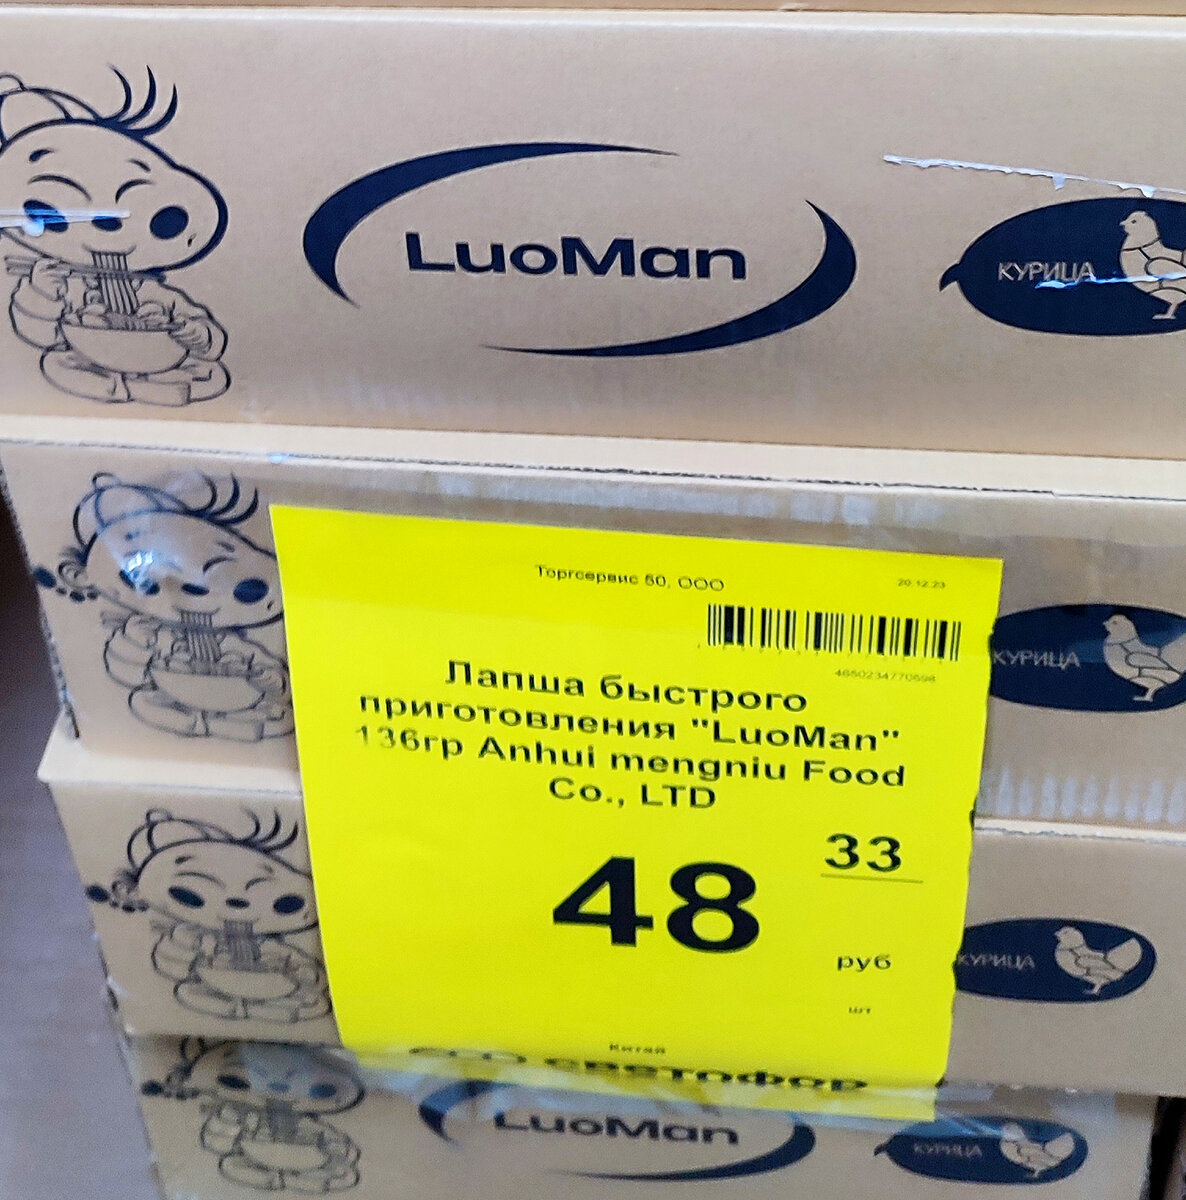 LuoMan
КУРИЦА
Торгсервис 50, ООО
20.12.23
4650234770698
КУРИЦА
Лапша быстрого
приготовления "LuoMan"
136гр Anhui mengniu Food
Co., LTD
48
33
руб
шт
КУРИЦА
Китай
светофор
LuoMan
КУРИЦА